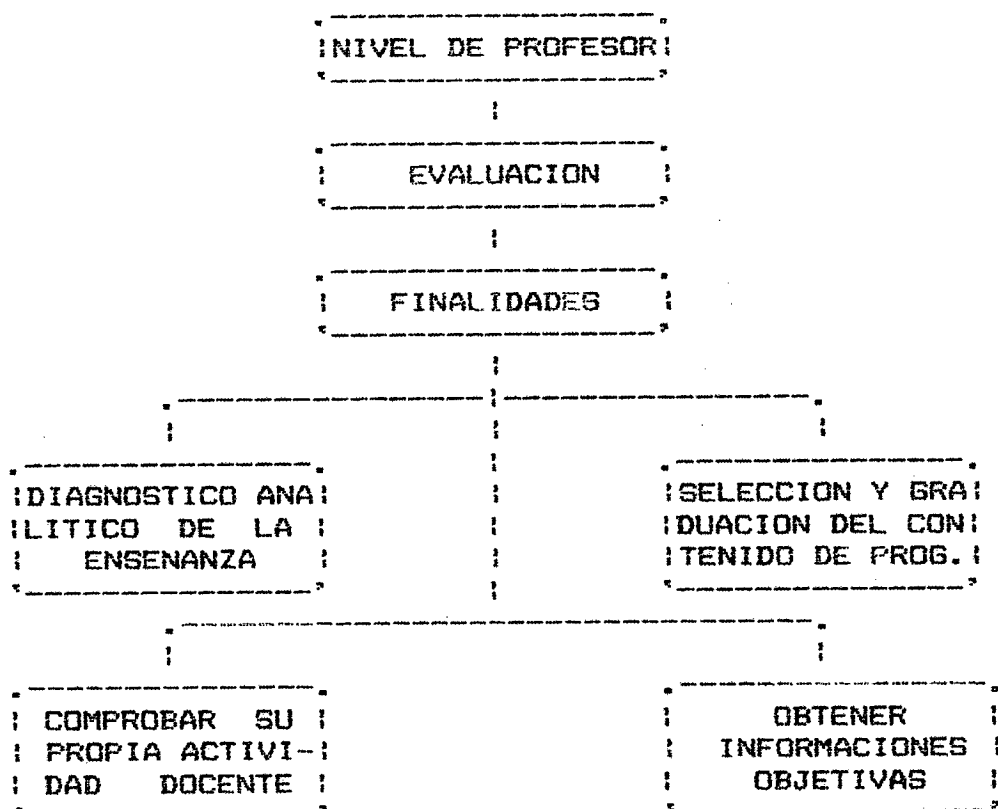 NIVEL DE PROFESOR
EVALUACION
FINALIDADES
DIAGNOSTICO ANA
LITICO DE LA
ENSENANZA
SELECCION Y GRA
DUACION DEL CON
TENIDO DE PROG.
COMPROBAR SU
PROPIA ACTIVI-
DAD DOCENTE
OBTENER
INFORMACIONES
OBJETIVAS